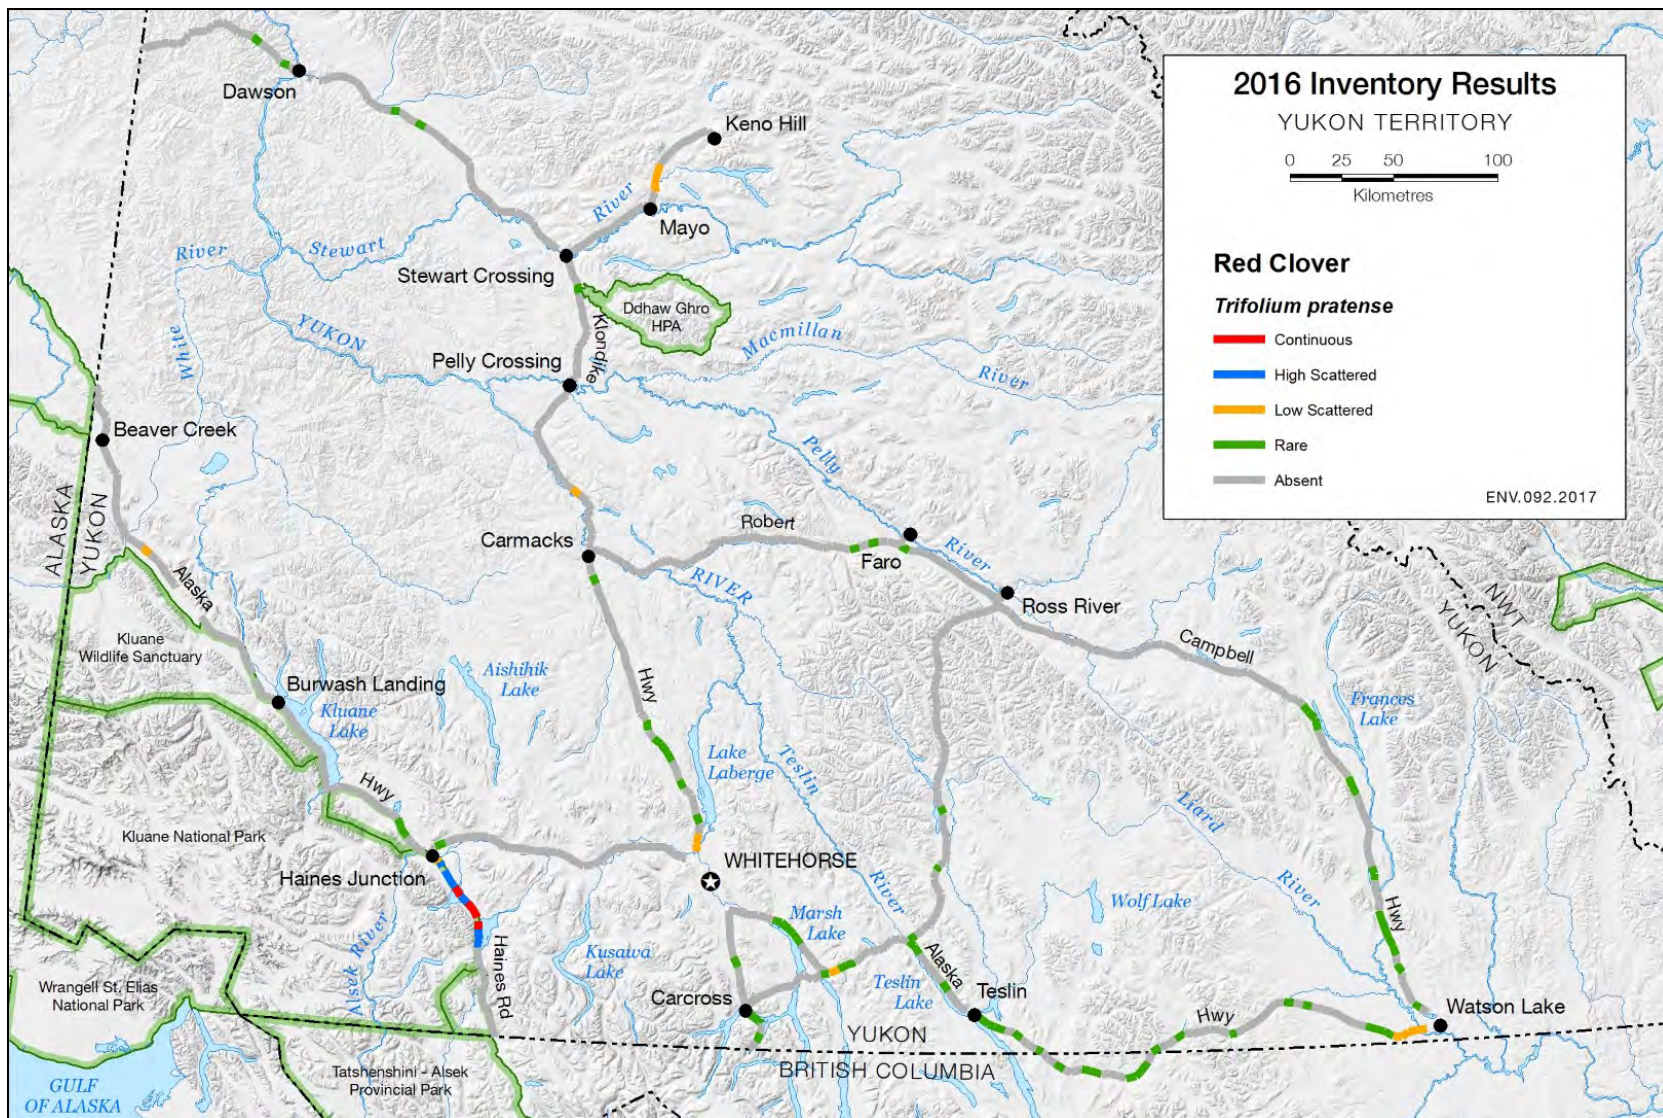 2016 Inventory Results
YUKON TERRITORY
0 25 50 100
Kilometres
Red Clover
Trifolium pratense
Continuous
High Scattered
Low Scattered
Rare
Absent
ENV.092.2017
Dawson
Keno Hill
River
Mayo
River
Stewart
Stewart Crossing
Ddhaw Ghro
HPA
Klondike
White
YUKON
Macmillan
River
Pelly Crossing
Beaver Creek
Pelly
ALASKA
YUKON
Robert
Carmacks
Faro
River
Alaska
RIVER
Ross River
NWT
YUKON
Kluane
Wildlife Sanctuary
Campbell
Aishihik
Lake
Hwy
Burwash Landing
Kluane
Lake
Frances
Lake
Lake
Laberge
Teslin
Hwy
Liard
Kluane National Park
WHITEHORSE
Haines Junction
River
River
Wolf Lake
Marsh
Lake
Hwy
Alsek River
Haines Rd
Kusawa
Lake
Alaska
Teslin
Lake
Teslin
Wrangell St. Elias
National Park
Carcross
Hwy
Watson Lake
YUKON
BRITISH COLUMBIA
Tatshenshini - Alsek
Provincial Park
GULF
OF ALASKA